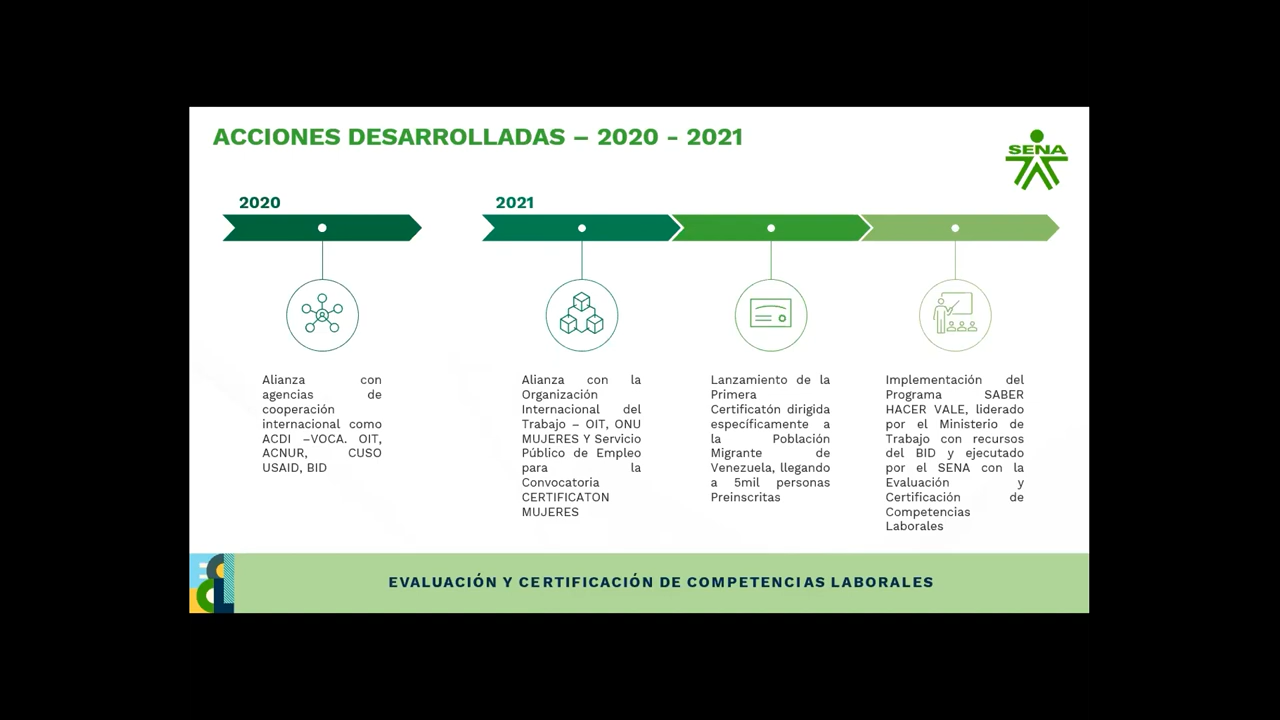 ACCIONES DESARROLLADAS – 2020 - 2021
SENA
2020
Alianza con
agencias de
cooperación
internacional como
ACDI –VOCA. OIT,
ACNUR, CUSO
USAID, BID
2021
Alianza con la
Organización
Internacional del
Trabajo – OIT, ONU
MUJERES Y Servicio
Público de Empleo
para la
Convocatoria
CERTIFICATON
MUJERES
Lanzamiento de la
Primera
Certificatón dirigida
específicamente a
la Población
Migrante de
Venezuela, llegando
a 5mil personas
Preinscritas
Implementación del
Programa SABER
HACER VALE, liderado
por el Ministerio de
Trabajo con recursos
del BID y ejecutado
por el SENA con la
Evaluación y
Certificación de
Competencias
Laborales
EVALUACIÓN Y CERTIFICACIÓN DE COMPETENCIAS LABORALES